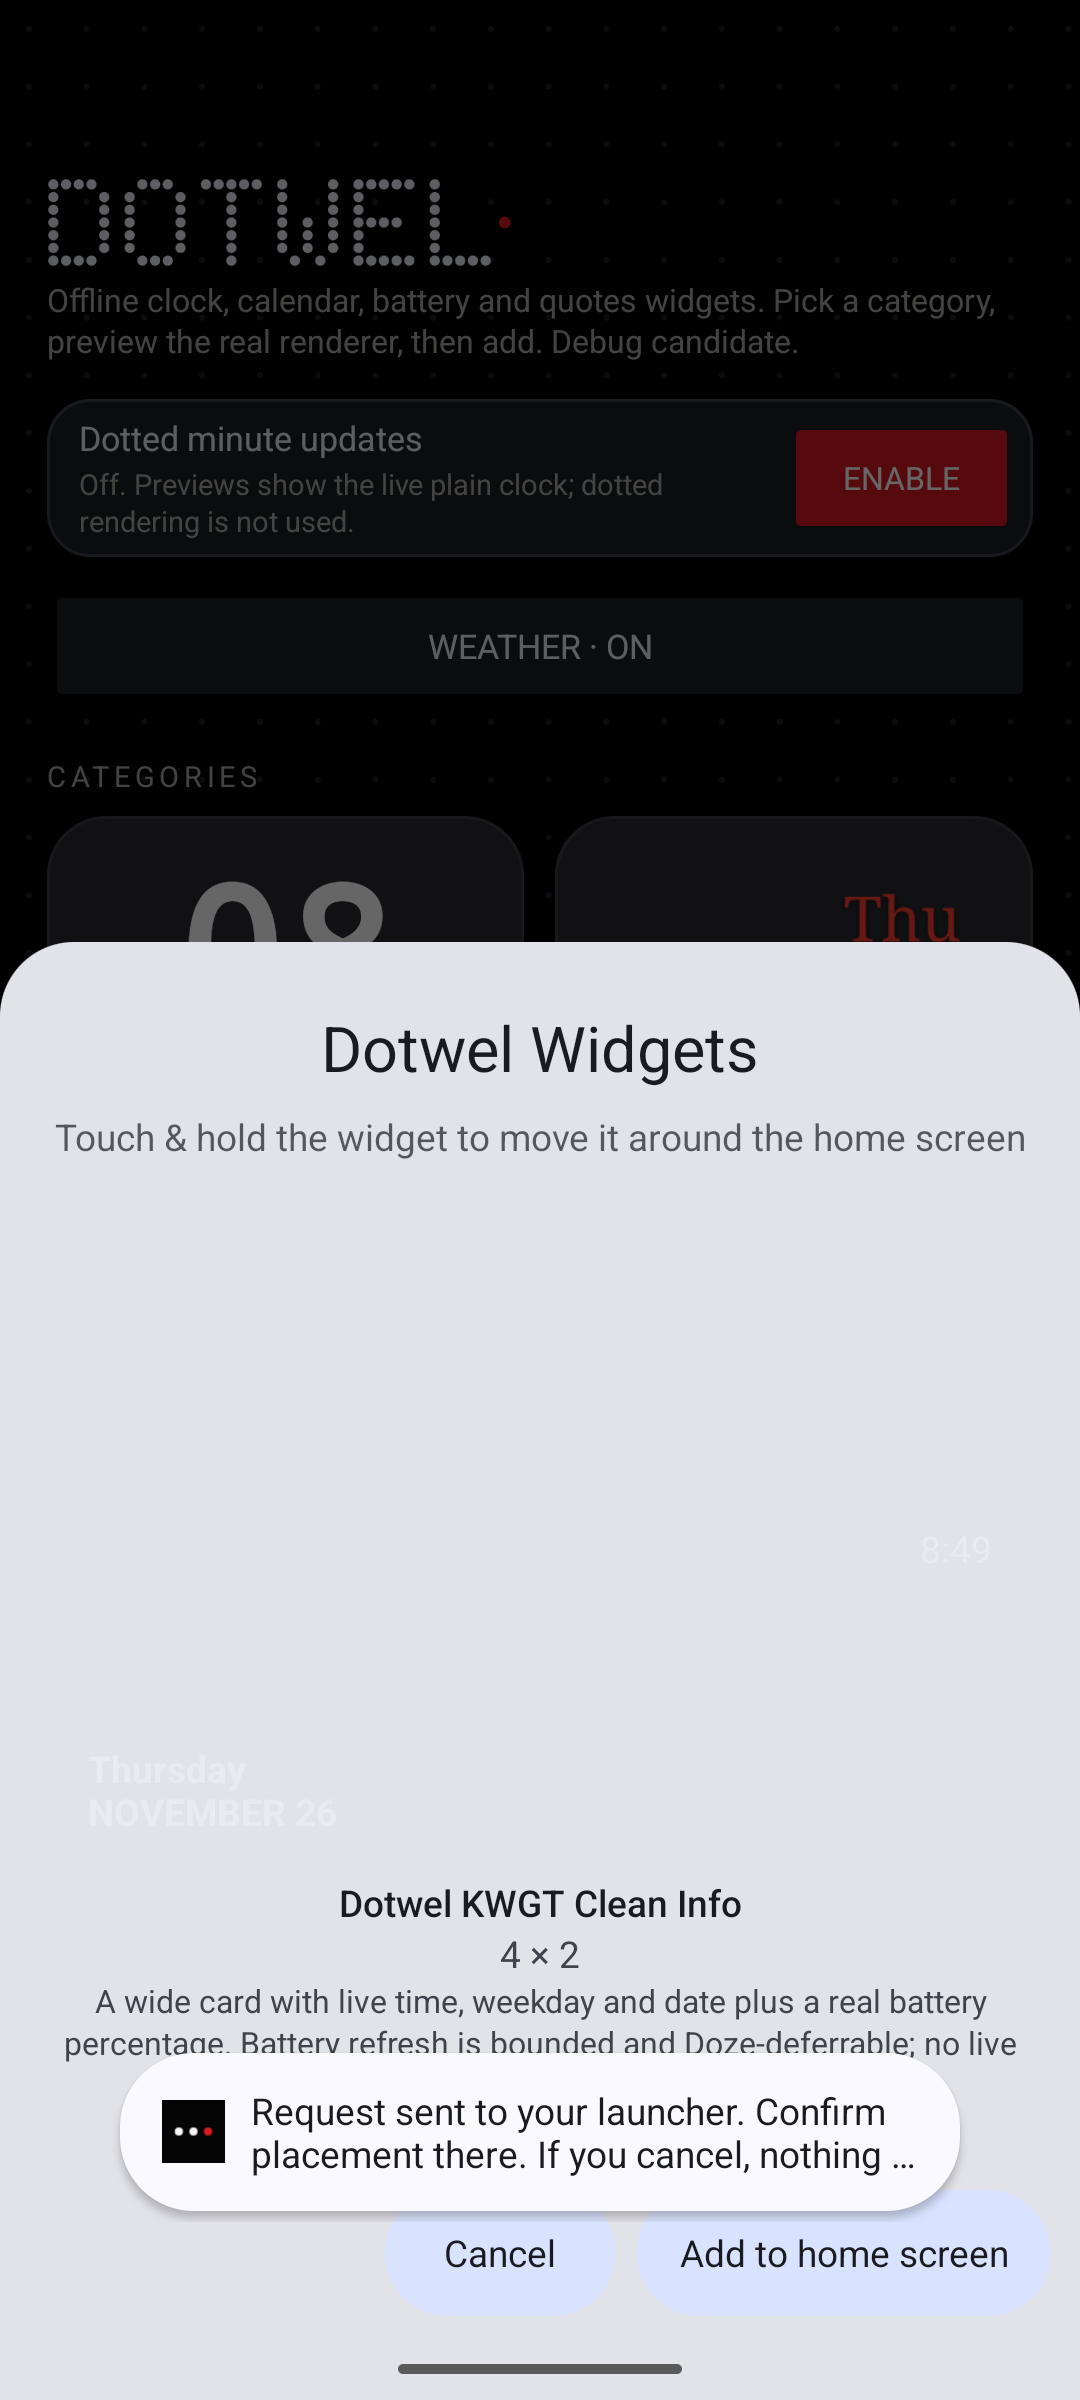 DOTWEL
Offline clock, calendar, battery and quotes widgets. Pick a category,
preview the real renderer, then add. Debug candidate.
Dotted minute updates
Off. Previews show the live plain clock; dotted
rendering is not used.
ENABLE
WEATHER · ON
CATEGORIES
08
Thu
Dotwel Widgets
Touch & hold the widget to move it around the home screen
8:49
Thursday
NOVEMBER 26
Dotwel KWGT Clean Info
4 × 2
A wide card with live time, weekday and date plus a real battery
percentage. Battery refresh is bounded and Doze-deferrable; no live
Request sent to your launcher. Confirm
placement there. If you cancel, nothing …
Cancel
Add to home screen